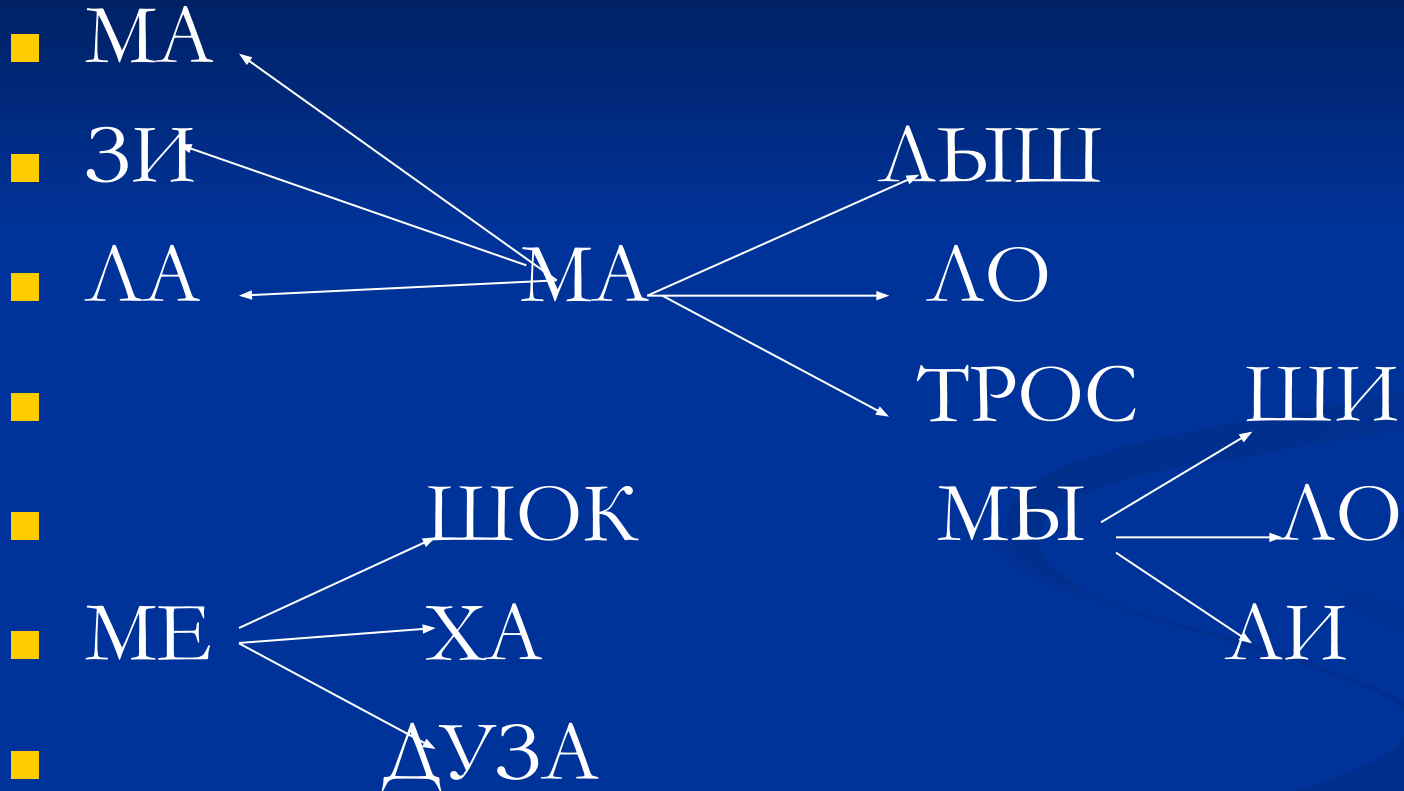 МА
ЗИ ЛЫШ
ЛА МА ЛО
ТРОС ШИ
ШОК МЫ ЛО
МЕ ХА ЛИ
ДУЗА